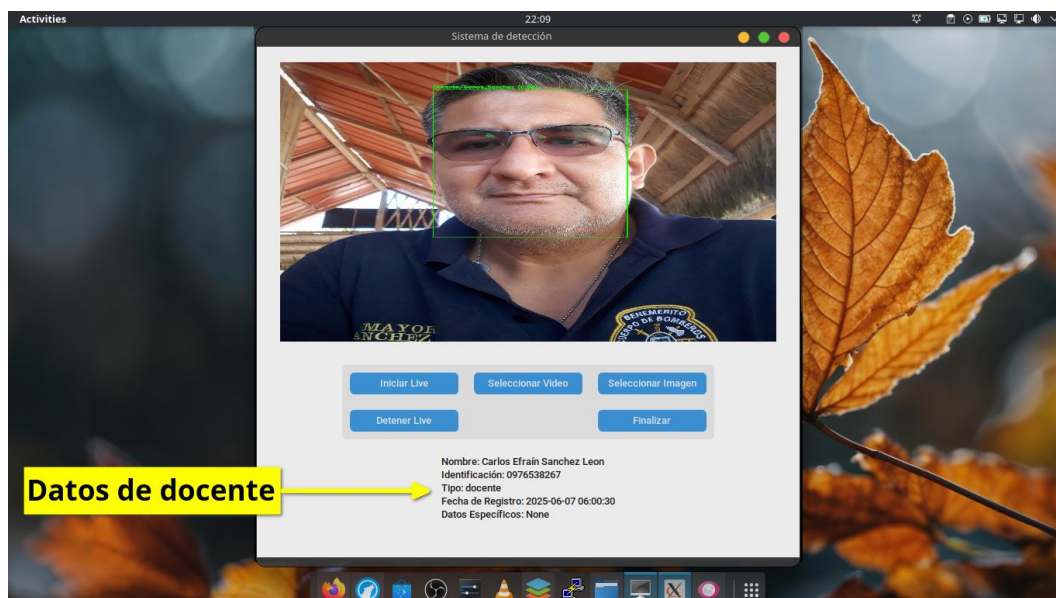 Activities
22:09
Sistema de detección
MAYOR
BENEMERITO
CUERPO DE BOMBEROS
Iniciar Live
Seleccionar Video
Seleccionar Imagen
Detener Live
Finalizar
Nombre: Carlos Efraín Sanchez Leon
Identificación: 0976538267
Datos de docente
Tipo: docente
Fecha de Registro: 2025-06-07 06:00:30
Datos Específicos: None